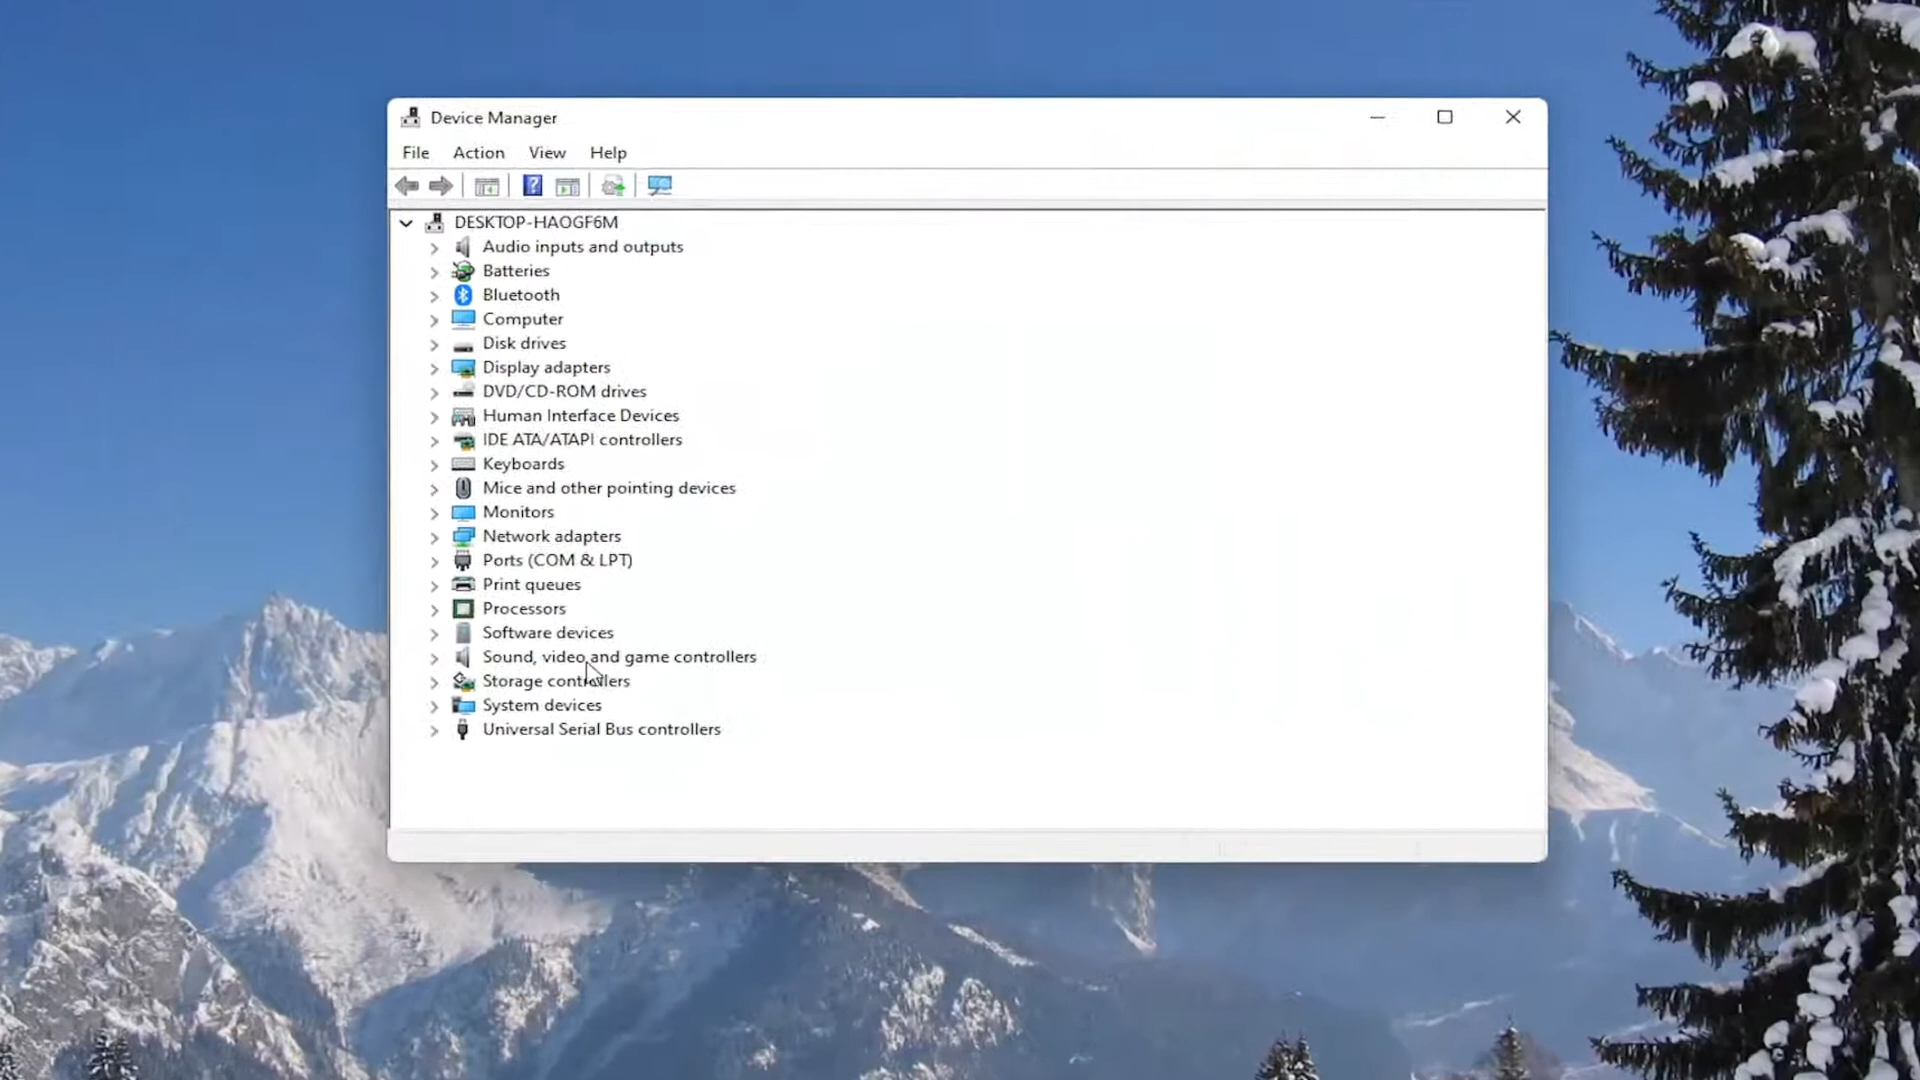 Device Manager
File Action View Help
DESKTOP-HAOGF6M
Audio inputs and outputs
Batteries
Bluetooth
Computer
Disk drives
Display adapters
DVD/CD-ROM drives
Human Interface Devices
IDE ATA/ATAPI controllers
Keyboards
Mice and other pointing devices
Monitors
Network adapters
Ports (COM & LPT)
Print queues
Processors
Software devices
Sound, video and game controllers
Storage controllers
System devices
Universal Serial Bus controllers